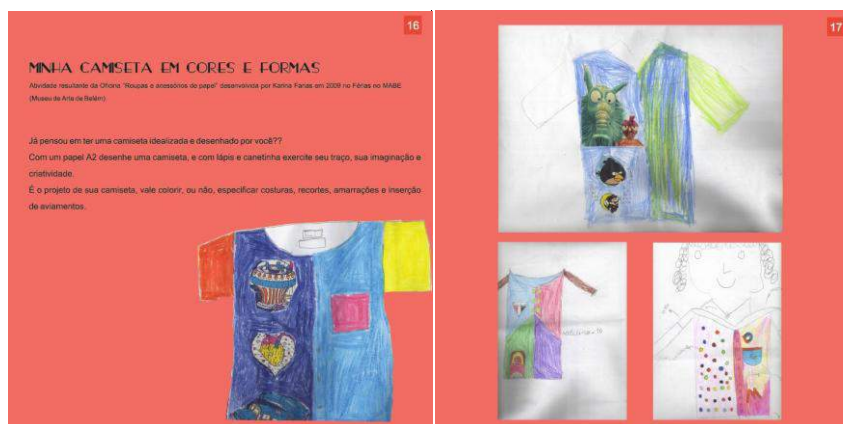 16
MINHA CAMISETA EM CORES E FORMAS
Atividade resultante da Oficina "Roupas e acessórios de papel" desenvolvida por Karina Farias em 2009 no Férias no MABE
(Museu de Arte de Belém).
Já pensou em ter uma camiseta idealizada e desenhado por você??
Com um papel A2 desenhe uma camiseta, e com lápis e canetinha exercite seu traço, sua imaginação e
criatividade.
É o projeto de sua camiseta, vale colorir, ou não, especificar costuras, recortes, amarrações e inserção
de aviamentos.
17